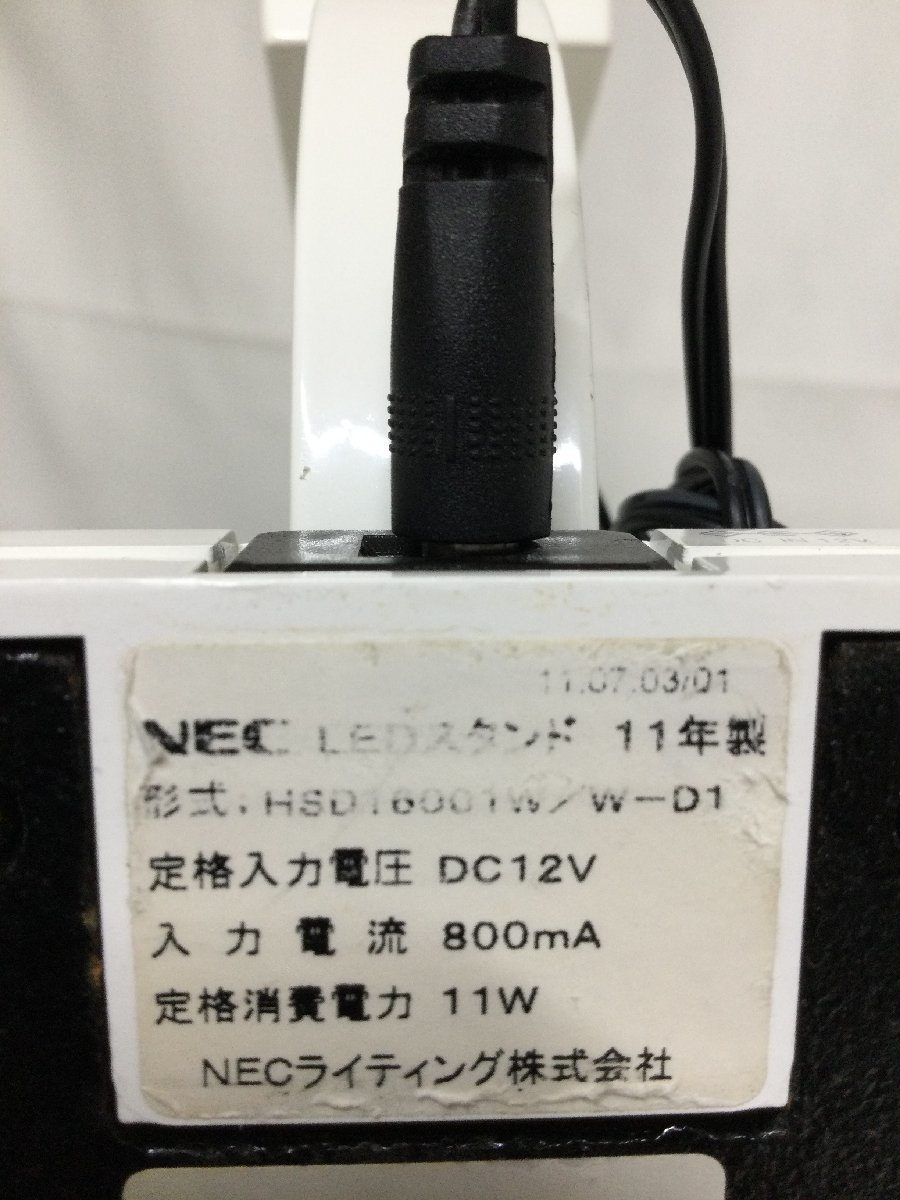 11.07.03/01
NEC LEDスタンド 11年製
形式.HSD16001W/W-D1
定格入力電圧 DC12V
入力電流 800mA
定格消費電力 11W
NECライティング株式会社